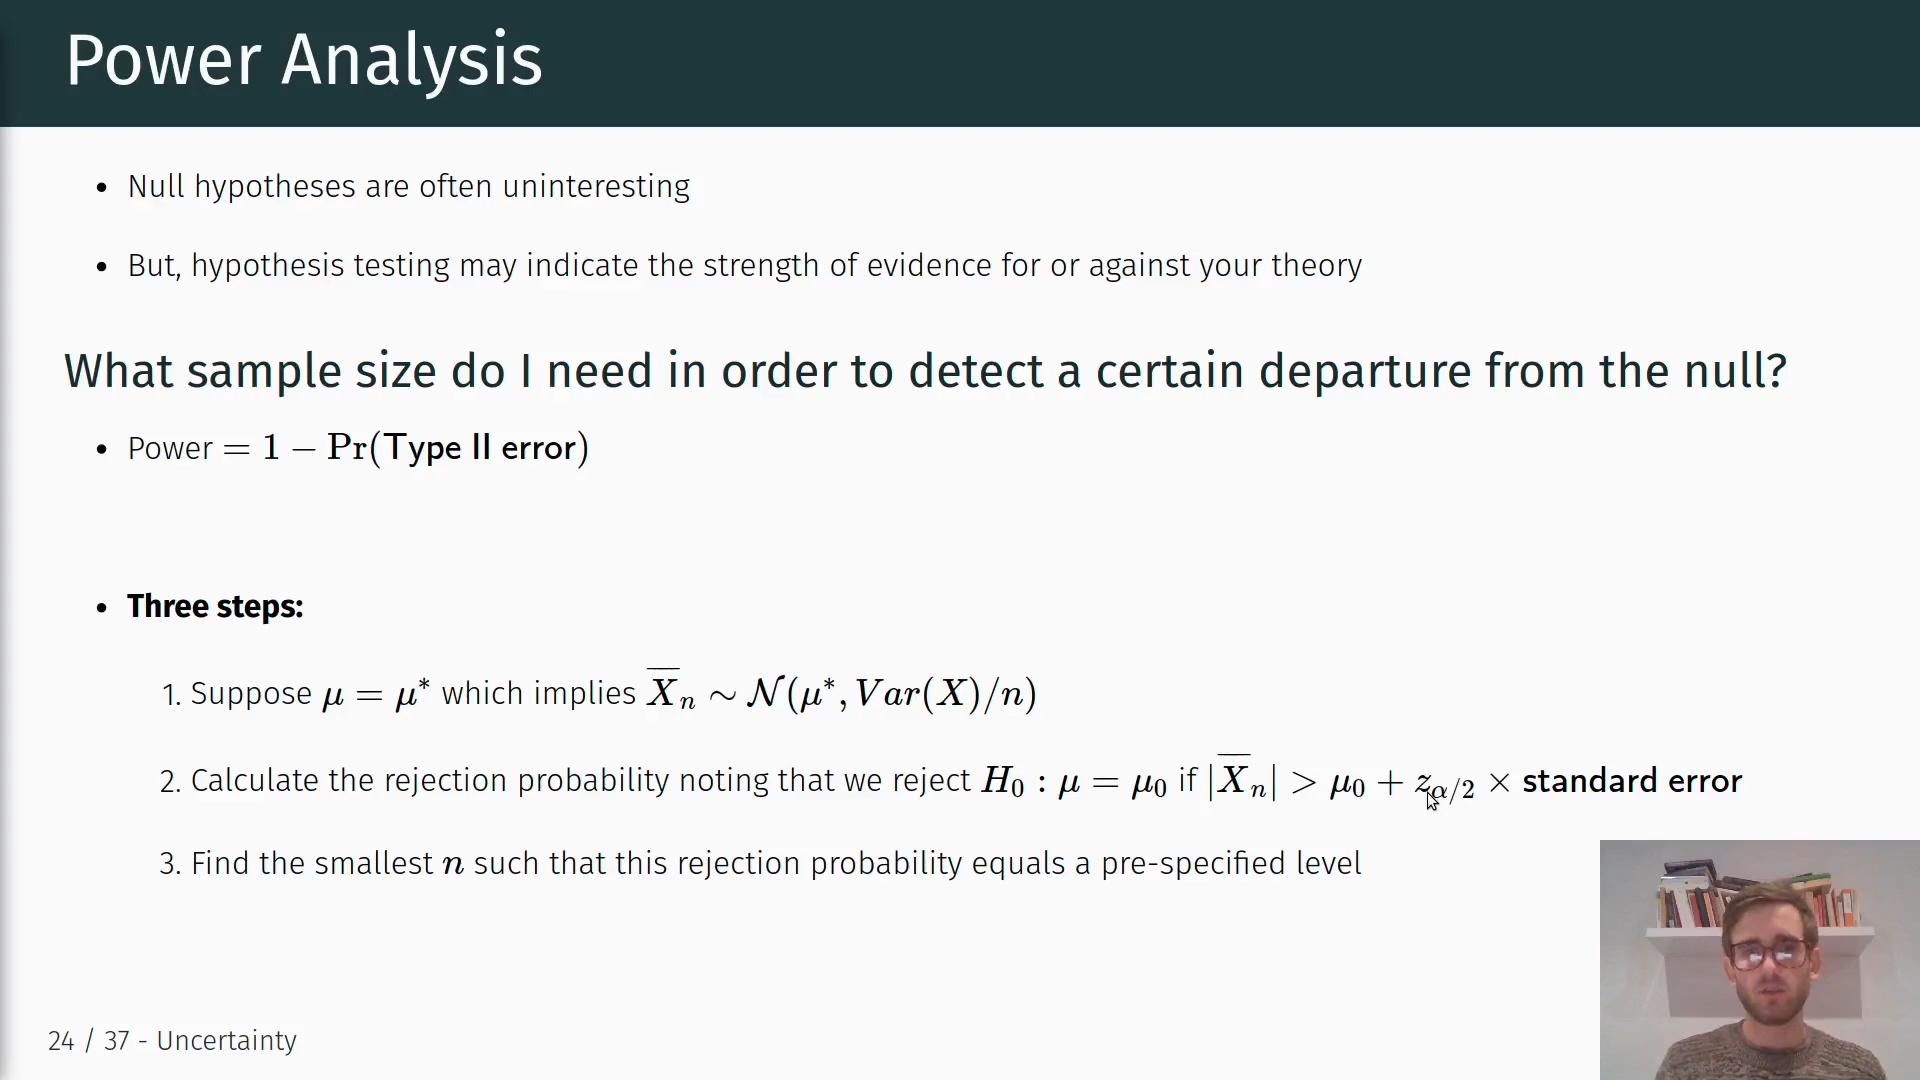 Power Analysis
• Null hypotheses are often uninteresting
• But, hypothesis testing may indicate the strength of evidence for or against your theory
What sample size do I need in order to detect a certain departure from the null?
• Power = 1 − Pr(Type II error)
• Three steps:
1. Suppose μ = μ* which implies X̅ₙ ∼ 𝒩(μ*, Var(X)/n)
2. Calculate the rejection probability noting that we reject H₀ : μ = μ₀ if |X̅ₙ| > μ₀ + z_{α/2} × standard error
3. Find the smallest n such that this rejection probability equals a pre-specified level
24 / 37 - Uncertainty